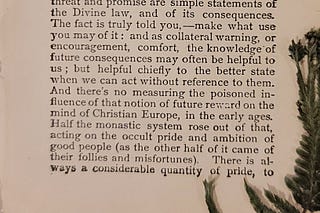 threat and promise are simple statements of
the Divine law, and of its consequences.
The fact is truly told you,—make what use
you may of it: and as collateral warning, or
encouragement, comfort, the knowledge of
future consequences may often be helpful to
us; but helpful chiefly to the better state
when we can act without reference to them.
And there's no measuring the poisoned in-
fluence of that notion of future reward on the
mind of Christian Europe, in the early ages.
Half the monastic system rose out of that,
acting on the occult pride and ambition of
good people (as the other half of it came of
their follies and misfortunes). There is al-
ways a considerable quantity of pride, to